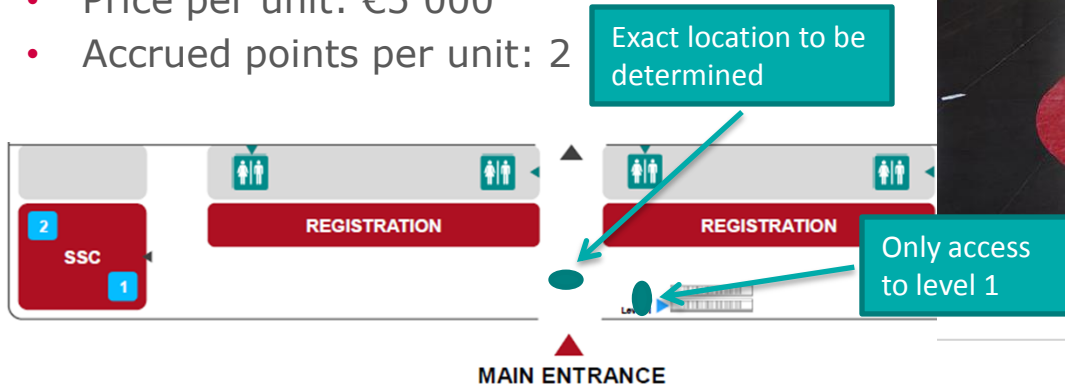 • Price per unit: €5 000
• Accrued points per unit: 2
Exact location to be
determined
REGISTRATION
REGISTRATION
2
SSC
1
Only access
to level 1
MAIN ENTRANCE